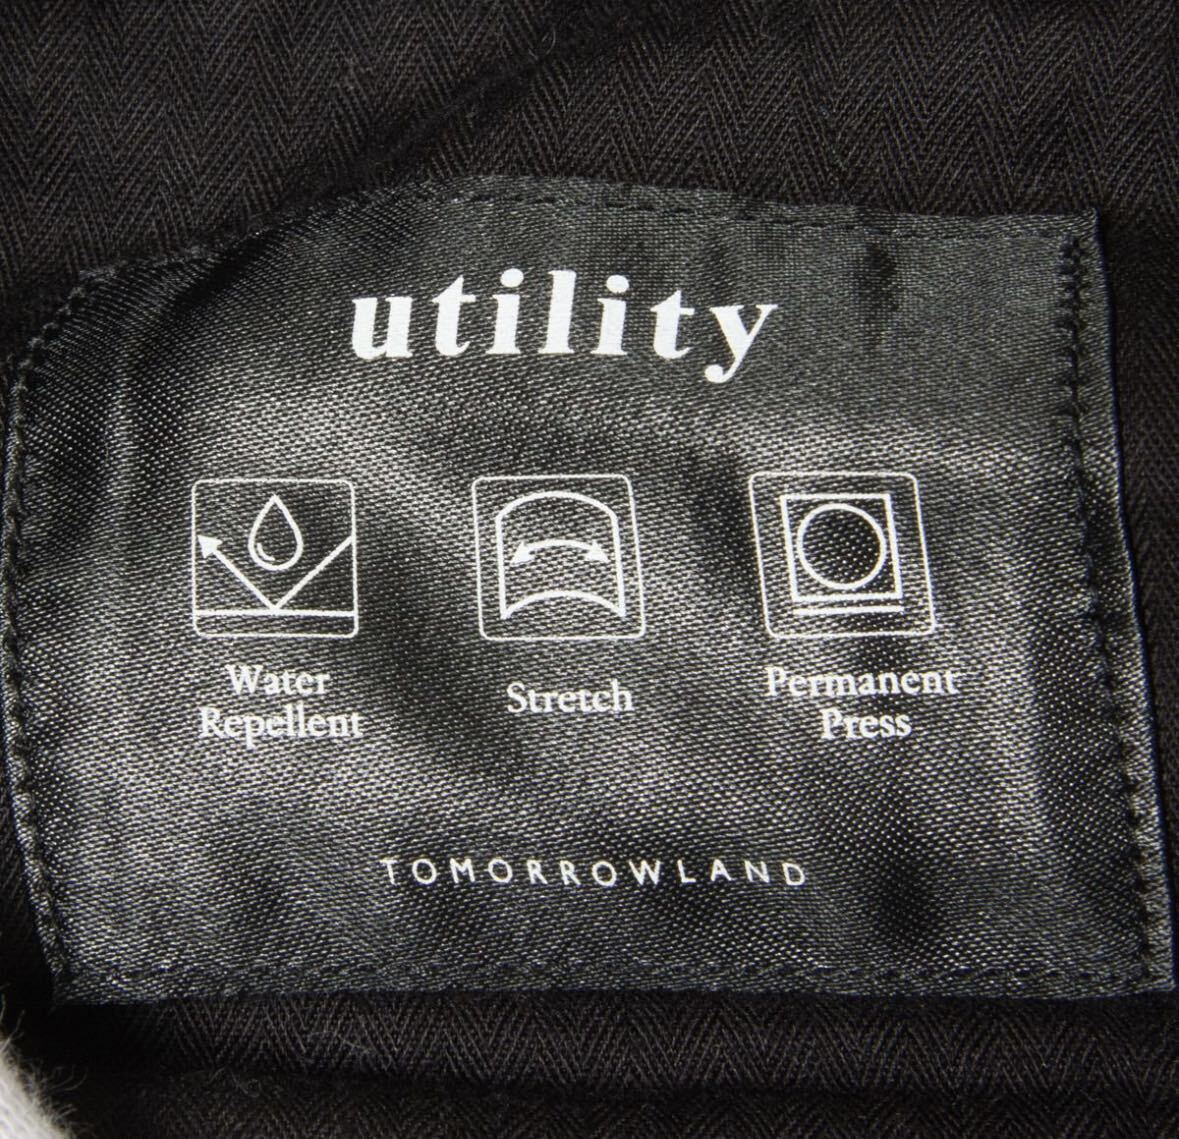 utility
Water
Repellent
Stretch
Permanent
Press
TOMORROWLAND